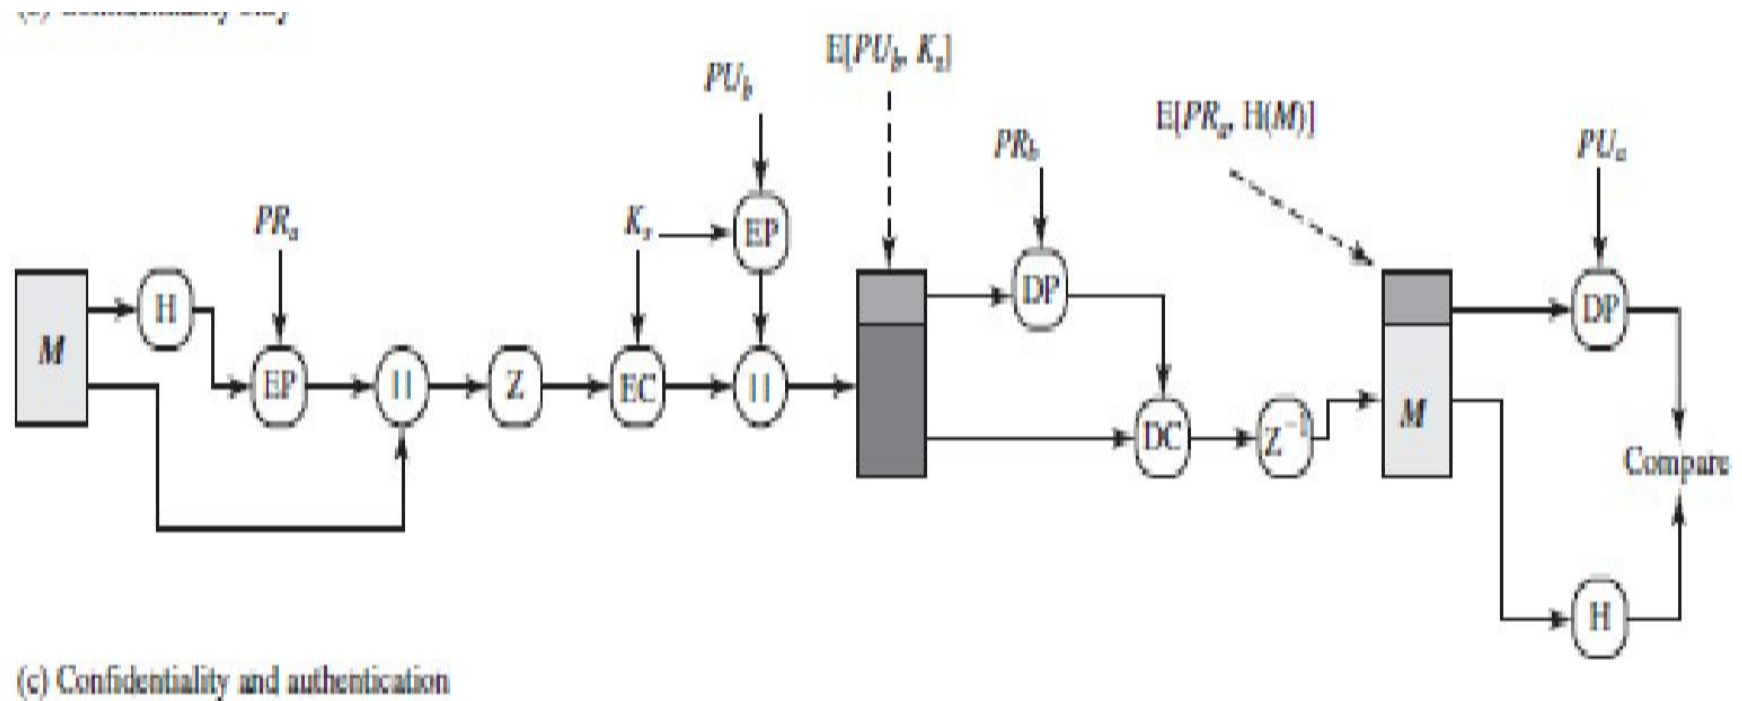 E[PU_b, K_s]
PU_b
E[PR_a, H(M)]
PR_b
PU_a
PR_a
K_s
EP
H
DP
DP
M
EP
||
Z
EC
||
DC
Z^-1
M
Compare
H
(c) Confidentiality and authentication